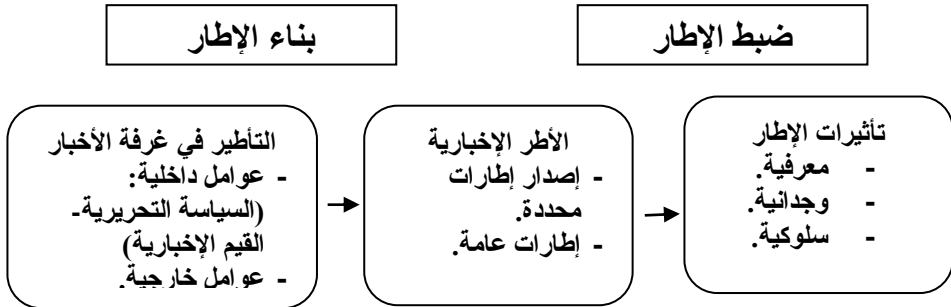 ضبط الإطار
بناء الإطار
تأثيرات الإطار
- معرفية.
- وجدانية.
- سلوكية.
الأطر الإخبارية
- إصدار إطارات
محددة.
- إطارات عامة.
التأطير في غرفة الأخبار
- عوامل داخلية:
(السياسة التحريرية-
القيم الإخبارية)
- عوامل خارجية.